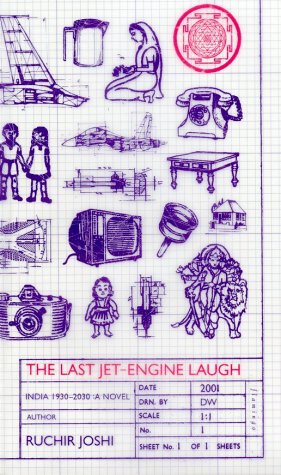 THE LAST JET-ENGINE LAUGH
INDIA 1930–2030 :A NOVEL
AUTHOR
RUCHIR JOSHI
DATE 2001
DRN. BY DW
SCALE 1:1
No. 1
SHEET No. 1 OF 1 SHEETS
flamingo